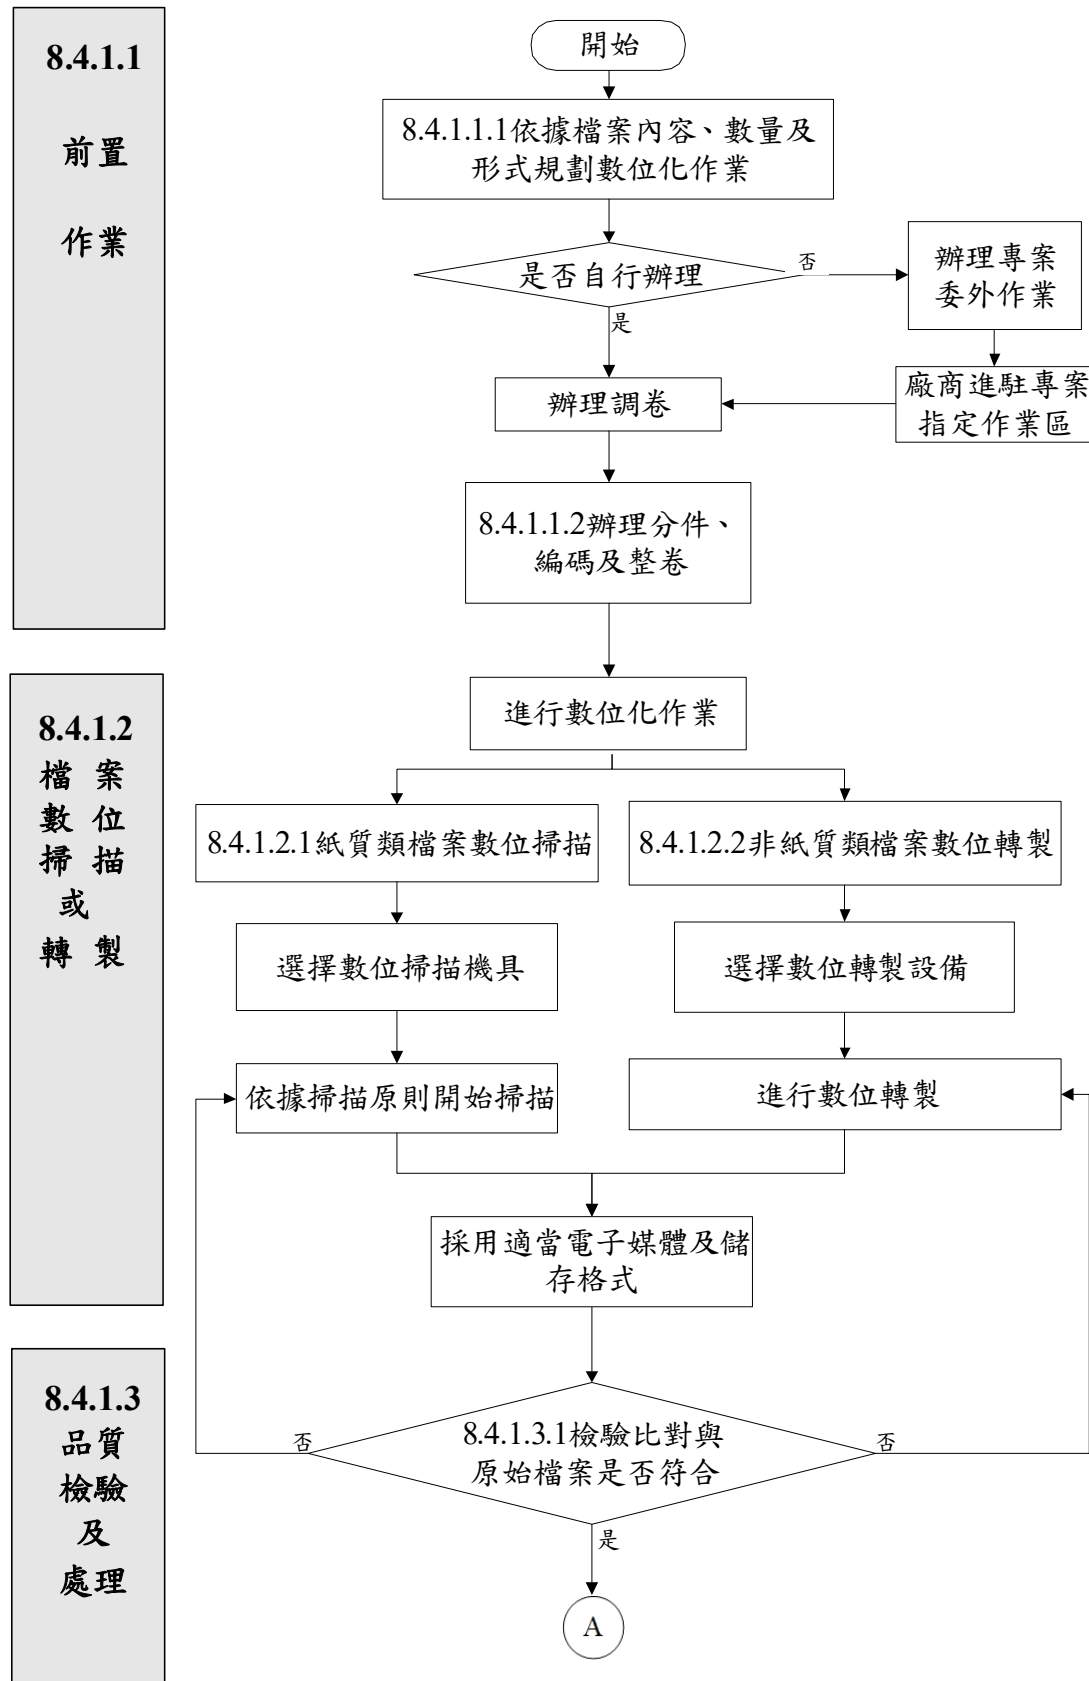 8.4.1.1
前置
作業
開始
8.4.1.1.1依據檔案內容、數量及
形式規劃數位化作業
是否自行辦理
否
是
辦理專案
委外作業
廠商進駐專案
指定作業區
辦理調卷
8.4.1.1.2辦理分件、
編碼及整卷
8.4.1.2
檔案
數位
掃描
或
轉製
進行數位化作業
8.4.1.2.1紙質類檔案數位掃描
8.4.1.2.2非紙質類檔案數位轉製
選擇數位掃描機具
選擇數位轉製設備
依據掃描原則開始掃描
進行數位轉製
採用適當電子媒體及儲
存格式
8.4.1.3
品質
檢驗
及
處理
8.4.1.3.1檢驗比對與
原始檔案是否符合
否
否
是
A